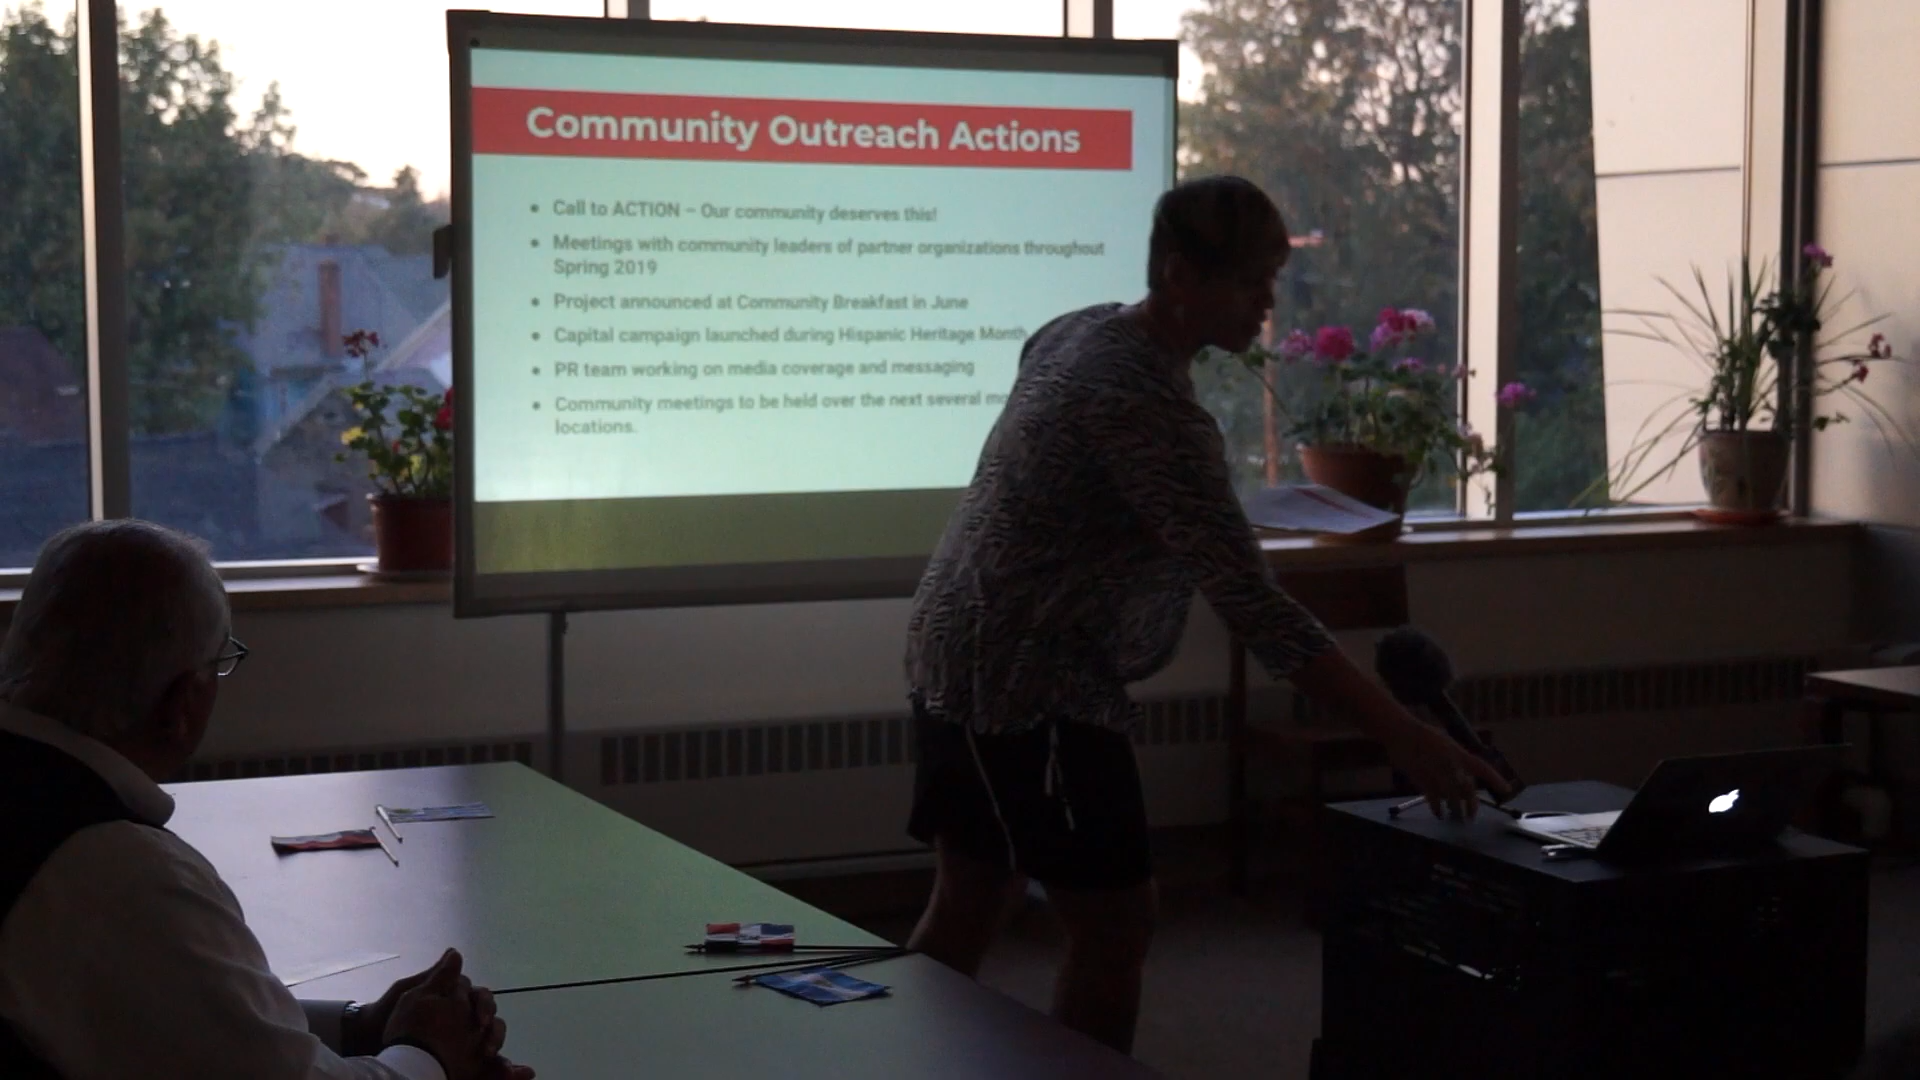 Community Outreach Actions
• Call to ACTION – Our community deserves this!
• Meetings with community leaders of partner organizations throughout
Spring 2019
• Project announced at Community Breakfast in June
• Capital campaign launched during Hispanic Heritage Month
• PR team working on media coverage and messaging
• Community meetings to be held over the next several
locations.